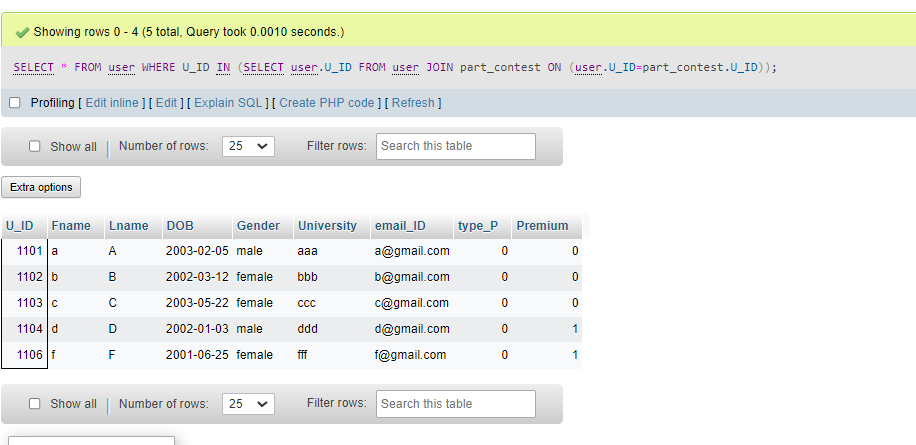 Showing rows 0 - 4 (5 total, Query took 0.0010 seconds.)
SELECT * FROM user WHERE U_ID IN (SELECT user.U_ID FROM user JOIN part_contest ON (user.U_ID=part_contest.U_ID));
Profiling [ Edit inline ] [ Edit ] [ Explain SQL ] [ Create PHP code ] [ Refresh ]
Show all Number of rows: 25 Filter rows: Search this table
Extra options
U_ID Fname Lname DOB Gender University email_ID type_P Premium
1101 a A 2003-02-05 male aaa a@gmail.com 0 0
1102 b B 2002-03-12 female bbb b@gmail.com 0 0
1103 c C 2003-05-22 female ccc c@gmail.com 0 0
1104 d D 2002-01-03 male ddd d@gmail.com 0 1
1106 f F 2001-06-25 female fff f@gmail.com 0 1
Show all Number of rows: 25 Filter rows: Search this table